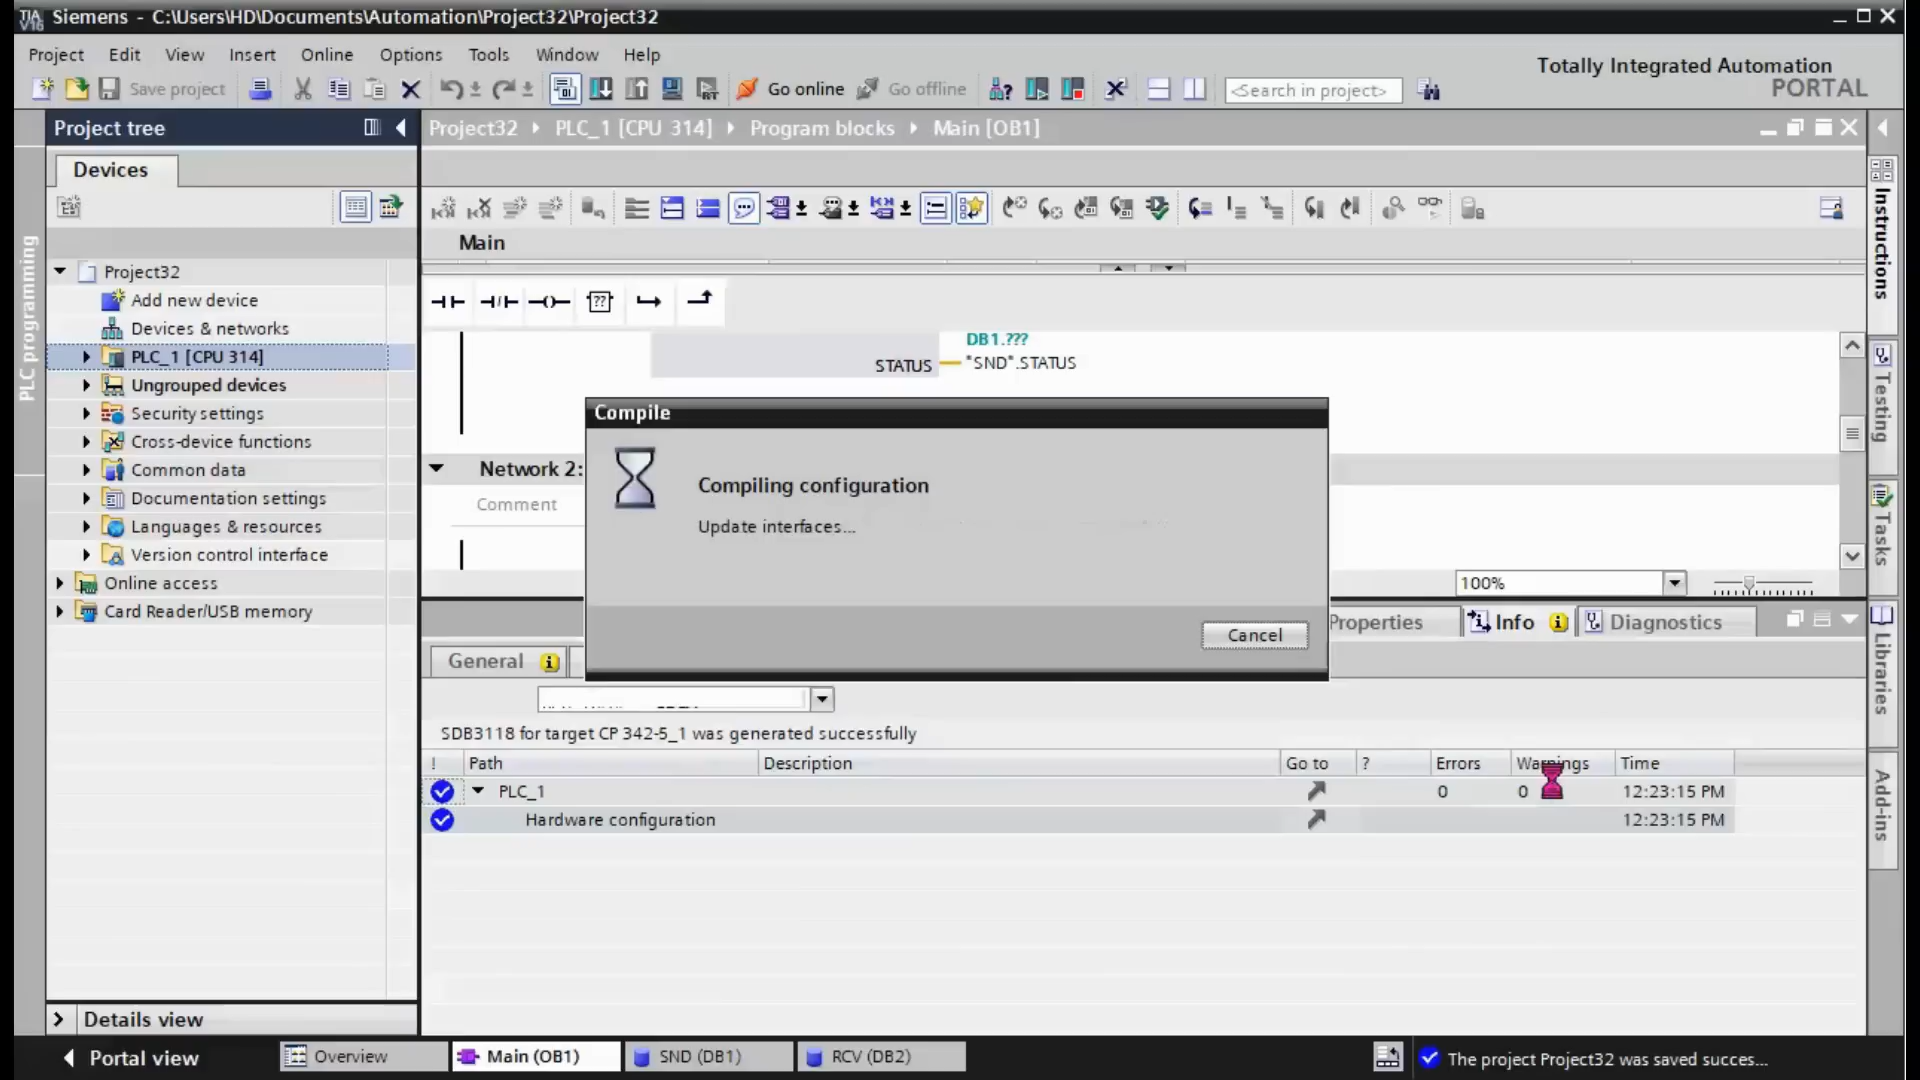 TIA V16 Siemens - C:\Users\HD\Documents\Automation\Project32\Project32
Project Edit View Insert Online Options Tools Window Help
Totally Integrated Automation
PORTAL
Save project Go online Go offline <Search in project>
Project tree
Project32 PLC_1 [CPU 314] Program blocks Main [OB1]
Devices
Main
PLC programming
Project32
Add new device
Devices & networks
PLC_1 [CPU 314]
Ungrouped devices
Security settings
Cross-device functions
Common data
Documentation settings
Languages & resources
Version control interface
Online access
Card Reader/USB memory
Details view
??
DB1.???
STATUS "SND".STATUS
Network 2:
Comment
100%
Compile
Compiling configuration
Update interfaces...
Cancel
Properties Info Diagnostics
General
SDB3118 for target CP 342-5_1 was generated successfully
! Path Description Go to ? Errors Warnings Time
PLC_1 0 0 12:23:15 PM
Hardware configuration 12:23:15 PM
Instructions
Testing
Tasks
Libraries
Add-ins
Portal view Overview Main (OB1) SND (DB1) RCV (DB2) The project Project32 was saved succes...